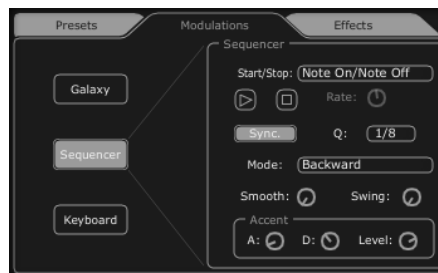 Presets Modulations Effects
Sequencer
Start/Stop: Note On/Note Off
Galaxy
Rate:
Sync. Q: 1/8
Sequencer
Mode: Backward
Smooth: Swing:
Keyboard
Accent
A: D: Level: